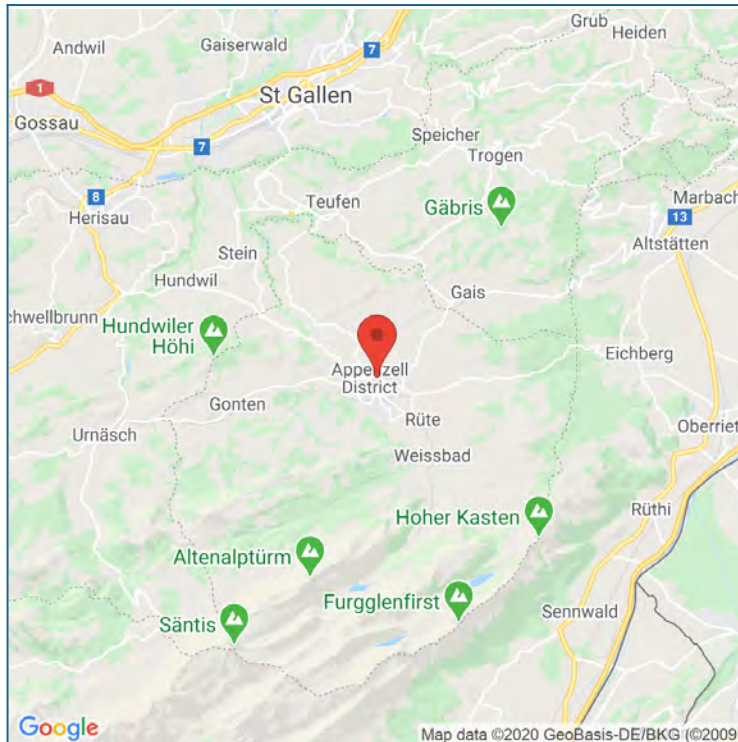 Grub
Heiden
Andwil
Gaiserwald
7
1
St Gallen
Gossau
Speicher
7
Trogen
8
Teufen
Gäbris
Marbach
13
Herisau
Altstätten
Stein
Hundwil
Gais
chwellbrunn
Hundwiler
Höhi
Eichberg
Appenzell
District
Gonten
Rüte
Urnäsch
Oberriet
Weissbad
Rüthi
Hoher Kasten
Altenalptürm
Furgglenfirst
Sennwald
Säntis
Google
Map data ©2020 GeoBasis-DE/BKG (©2009